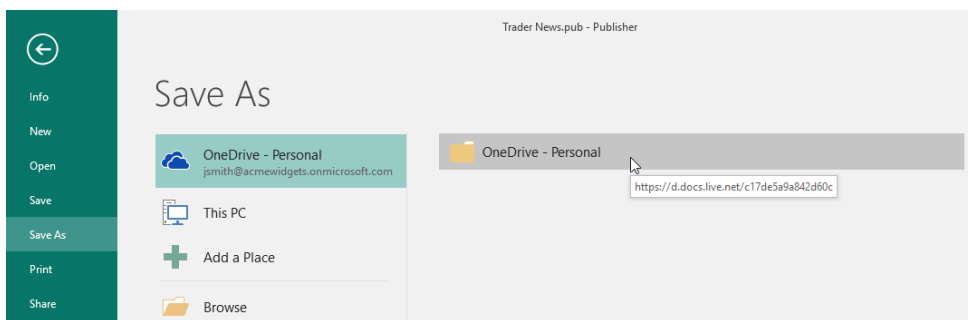 Trader News.pub - Publisher
Info
New
Open
Save
Save As
Print
Share
Save As
OneDrive - Personal
jsmith@acmewidgets.onmicrosoft.com
This PC
Add a Place
Browse
OneDrive - Personal
https://d.docs.live.net/c17de5a9a842d60c